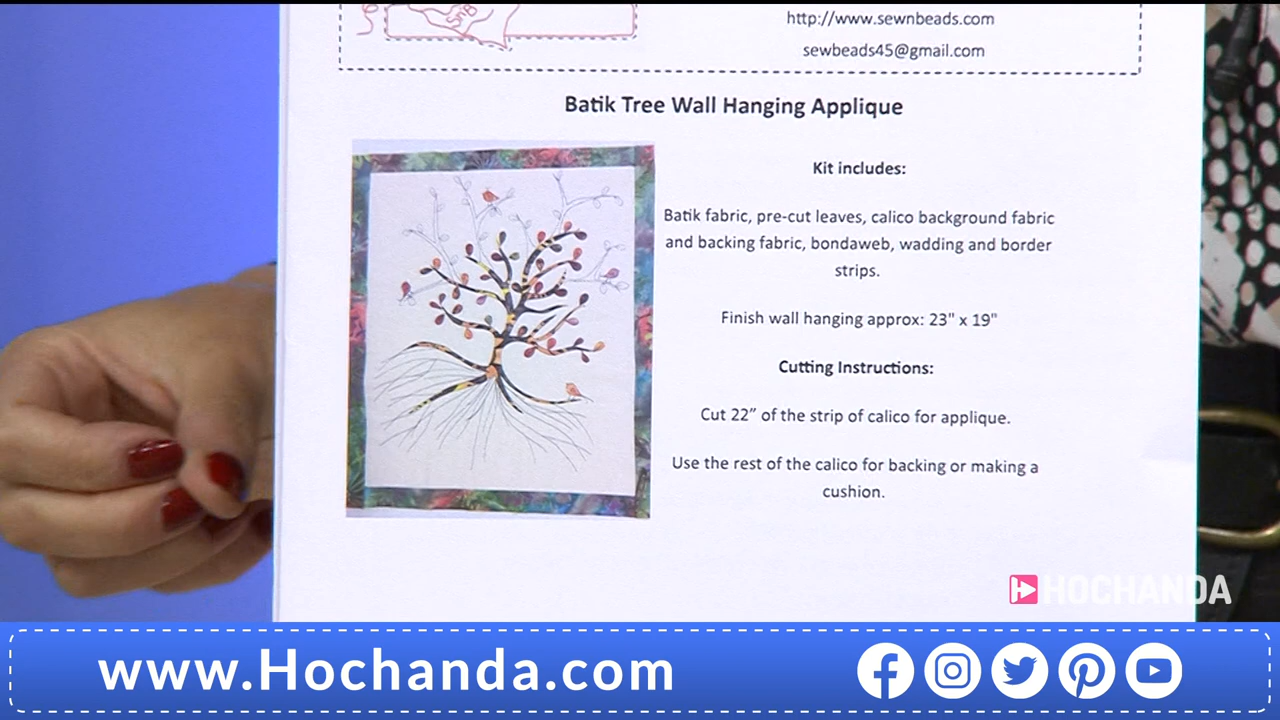 SnB
http://www.sewnbeads.com
sewbeads45@gmail.com
Batik Tree Wall Hanging Applique
Kit includes:
Batik fabric, pre-cut leaves, calico background fabric
and backing fabric, bondaweb, wadding and border
strips.
Finish wall hanging approx: 23" x 19"
Cutting Instructions:
Cut 22” of the strip of calico for applique.
Use the rest of the calico for backing or making a
cushion.
HOCHANDA
www.Hochanda.com